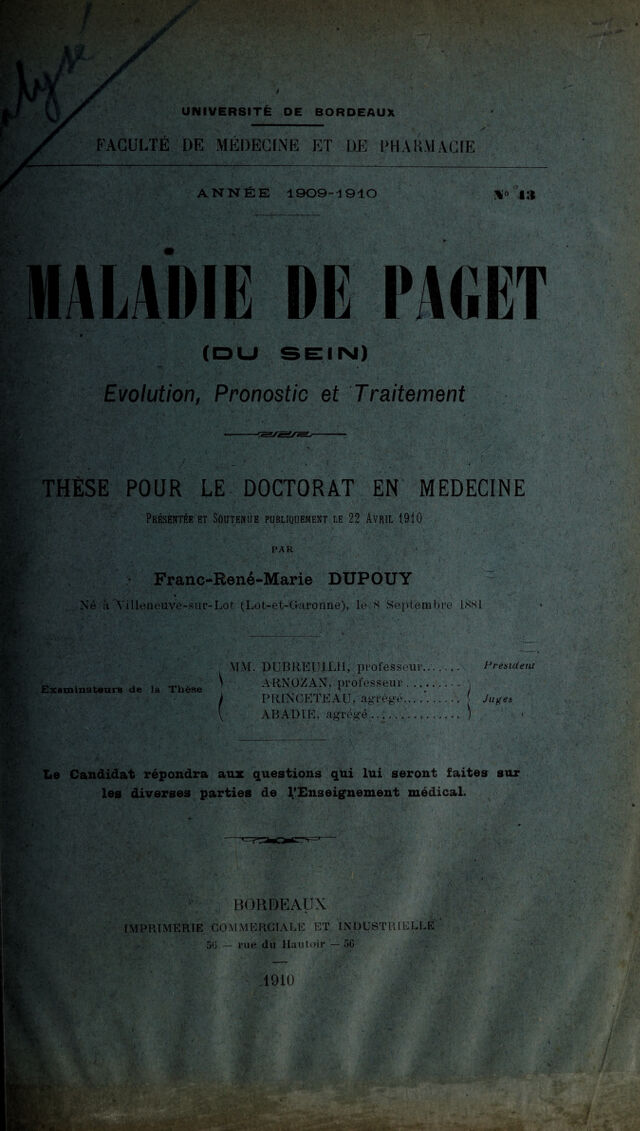 alysé
UNIVERSITÉ DE BORDEAUX
FACULTÉ DE MÉDECINE ET DE PHARMACIE
ANNÉE 1909-1910 N° 43
MALADIE DE PAGET
(DU SEIN)
Evolution, Pronostic et Traitement
THÈSE POUR LE DOCTORAT EN MEDECINE
PRÉSENTÉE ET SOUTENUE PUBLIQUEMENT LE 22 AVRIL 1910
PAR
Franc-René-Marie DUPOUY
Né à Villeneuve-sur-Lot (Lot-et-Garonne), le 8 Septembre 1881
Examinateurs de la Thèse
MM. DUBREUILH, professeur....... Président
ARNOZAN, professeur.........
PRINCETEAU, agrégé.......... Juges
ABADIE, agrégé..............
Le Candidat répondra aux questions qui lui seront faites sur
les diverses parties de l'Enseignement médical.
BORDEAUX
IMPRIMERIE COMMERCIALE ET INDUSTRIELLE
56 — rue du Hautoir — 56
1910